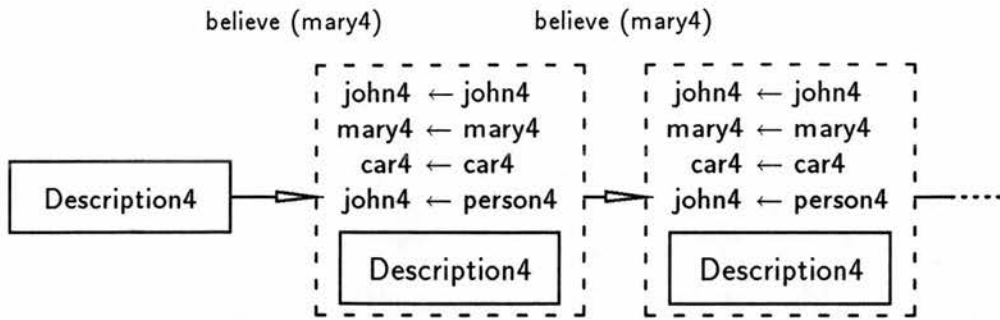 believe (mary4) believe (mary4)
john4 ← john4 john4 ← john4
mary4 ← mary4 mary4 ← mary4
car4 ← car4 car4 ← car4
Description4 john4 ← person4 john4 ← person4
Description4 Description4